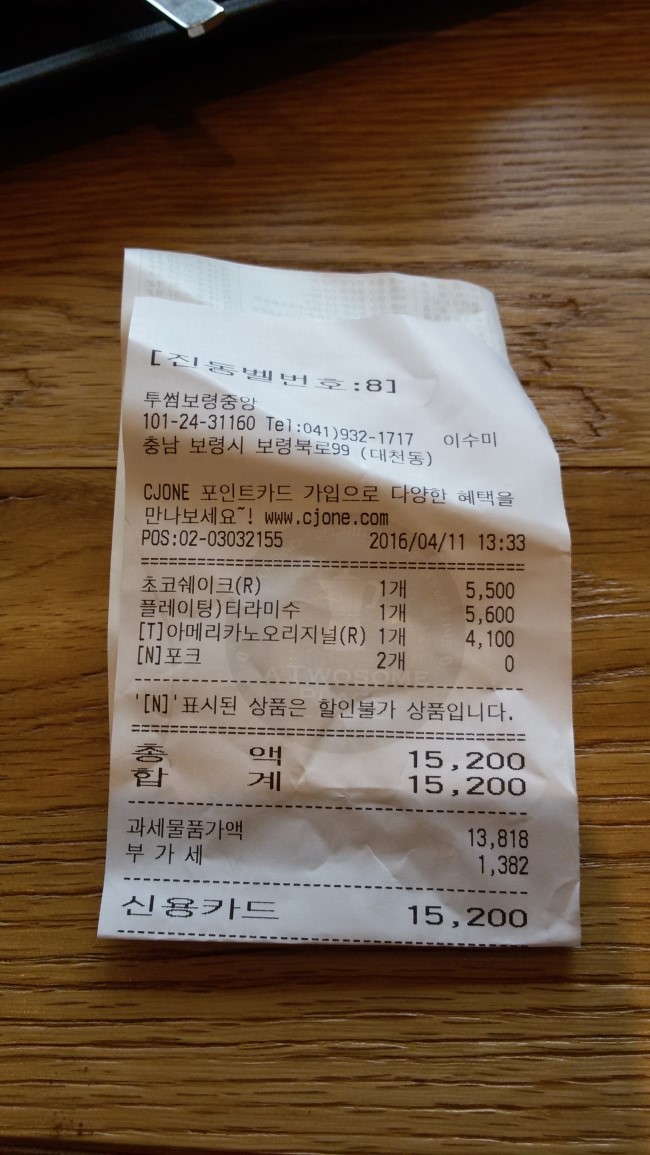 [진동벨번호:8]
투썸보령중앙
101-24-31160 Tel:041)932-1717 이수미
충남 보령시 보령북로99 (대천동)
CJONE 포인트카드 가입으로 다양한 혜택을
만나보세요~! www.cjone.com
POS:02-03032155 2016/04/11 13:33
초코쉐이크(R) 1개 5,500
플레이팅)티라미수 1개 5,600
[T]아메리카노오리지널(R) 1개 4,100
[N]포크 2개 0
A TWOSOME
'[N]'표시된 상품은 할인불가 상품입니다.
총 액 15,200
합 계 15,200
과세물품가액 13,818
부 가 세 1,382
신용카드 15,200